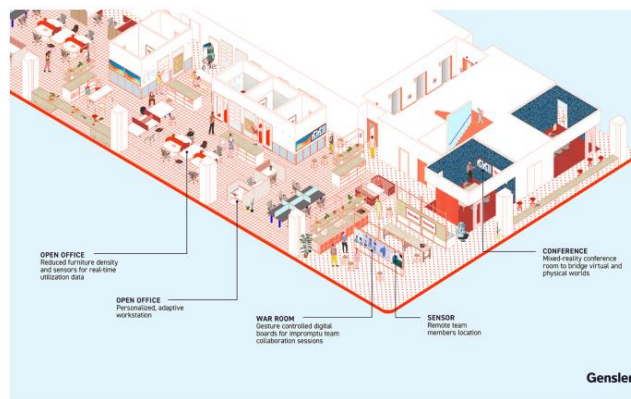 OPEN OFFICE
Reduced furniture density
and sensors for real-time
utilization data
OPEN OFFICE
Personalized, adaptive
workstation
WAR ROOM
Gesture controlled digital
boards for impromptu team
collaboration sessions
SENSOR
Remote team
members location
CONFERENCE
Mixed-reality conference
room to bridge virtual and
physical worlds
Gensler